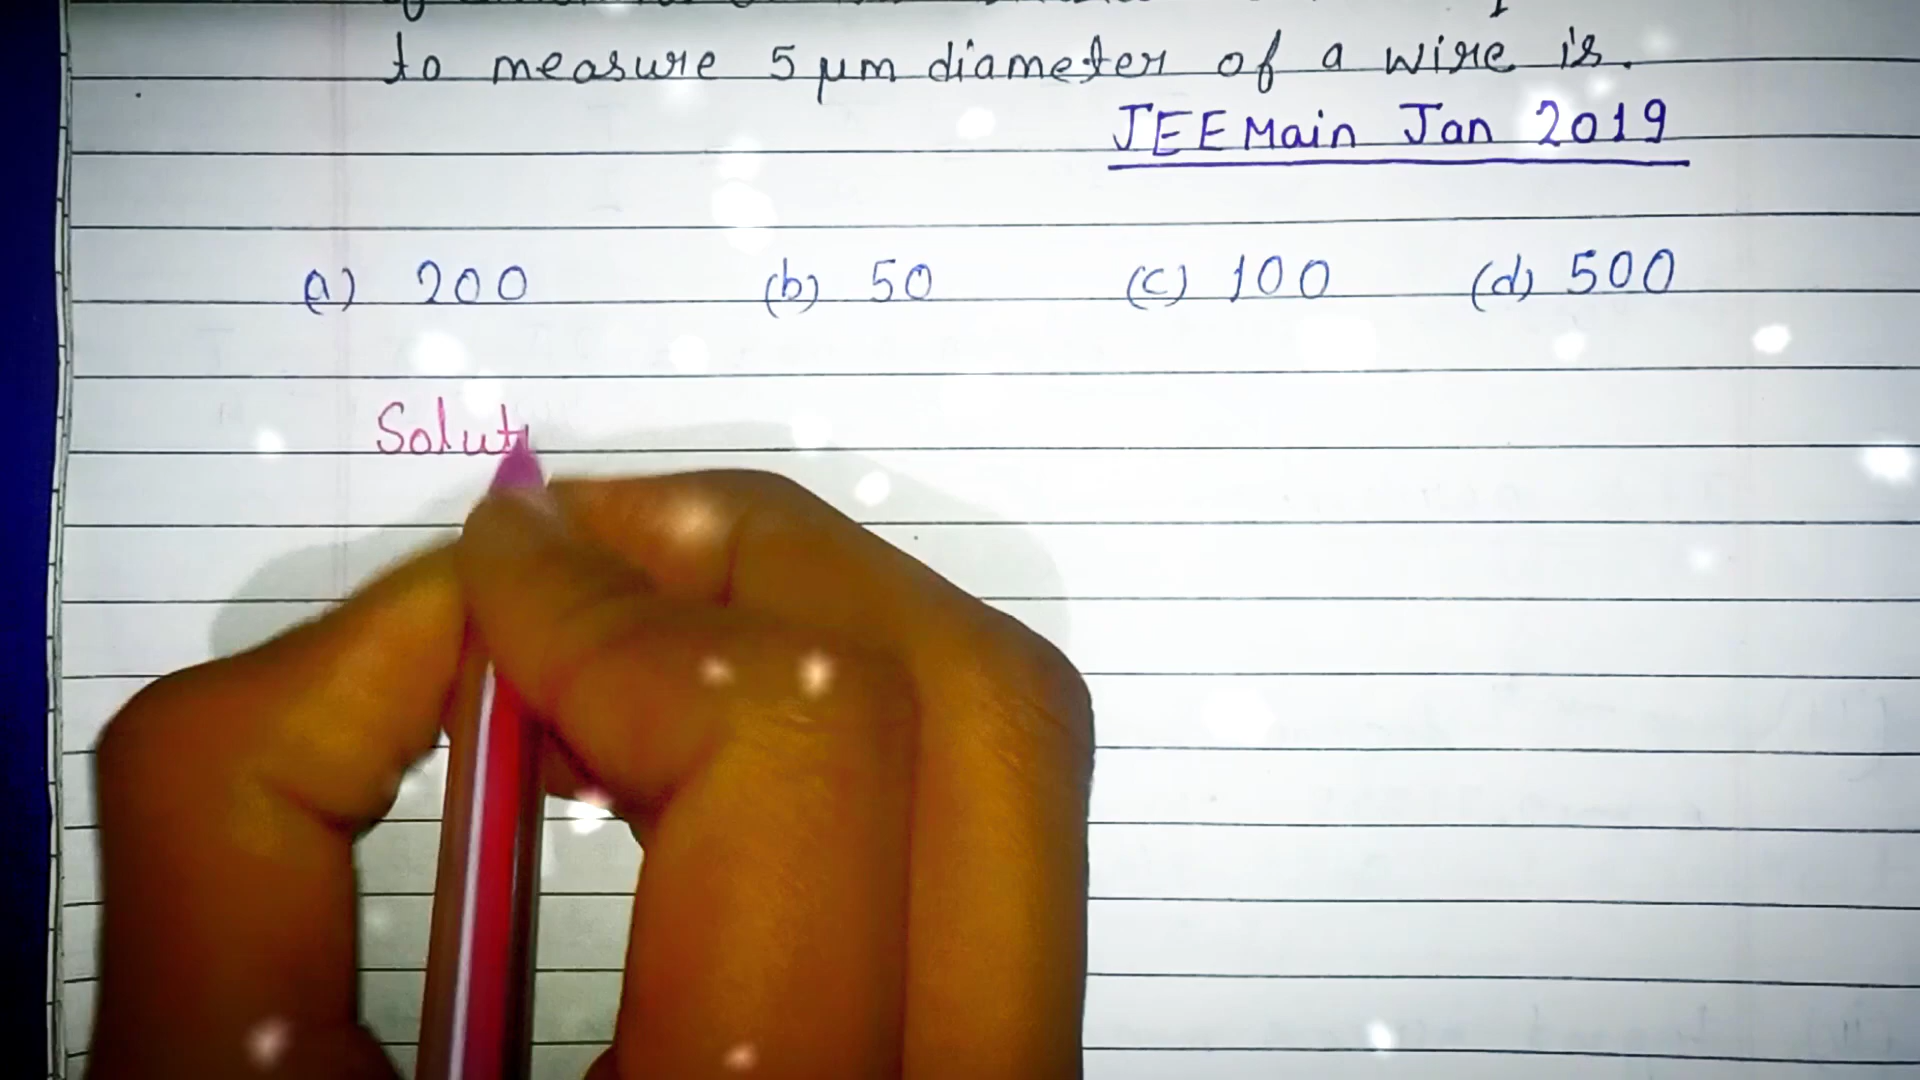 to measure 5 µm diameter of a wire is.
JEE Main Jan 2019
(a) 200 (b) 50 (c) 100 (d) 500
Solut